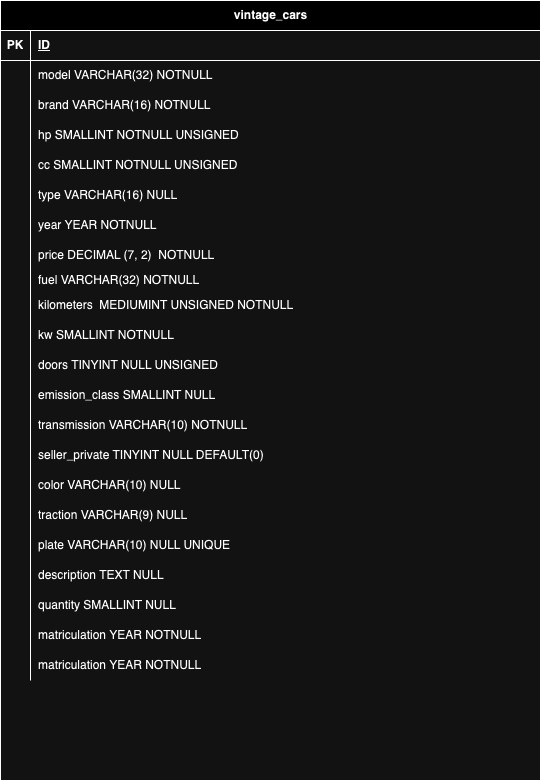 vintage_cars
PK ID
model VARCHAR(32) NOTNULL
brand VARCHAR(16) NOTNULL
hp SMALLINT NOTNULL UNSIGNED
cc SMALLINT NOTNULL UNSIGNED
type VARCHAR(16) NULL
year YEAR NOTNULL
price DECIMAL (7, 2)  NOTNULL
fuel VARCHAR(32) NOTNULL
kilometers  MEDIUMINT UNSIGNED NOTNULL
kw SMALLINT NOTNULL
doors TINYINT NULL UNSIGNED
emission_class SMALLINT NULL
transmission VARCHAR(10) NOTNULL
seller_private TINYINT NULL DEFAULT(0)
color VARCHAR(10) NULL
traction VARCHAR(9) NULL
plate VARCHAR(10) NULL UNIQUE
description TEXT NULL
quantity SMALLINT NULL
matriculation YEAR NOTNULL
matriculation YEAR NOTNULL